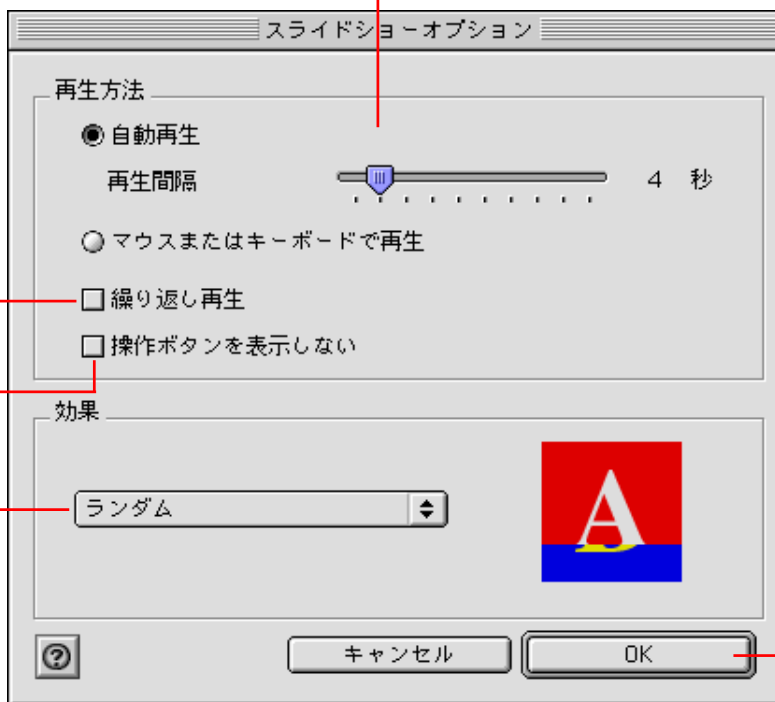 スライドショーオプション
再生方法
自動再生
再生間隔 4 秒
マウスまたはキーボードで再生
繰り返し再生
操作ボタンを表示しない
効果
ランダム
A
?
キャンセル
OK